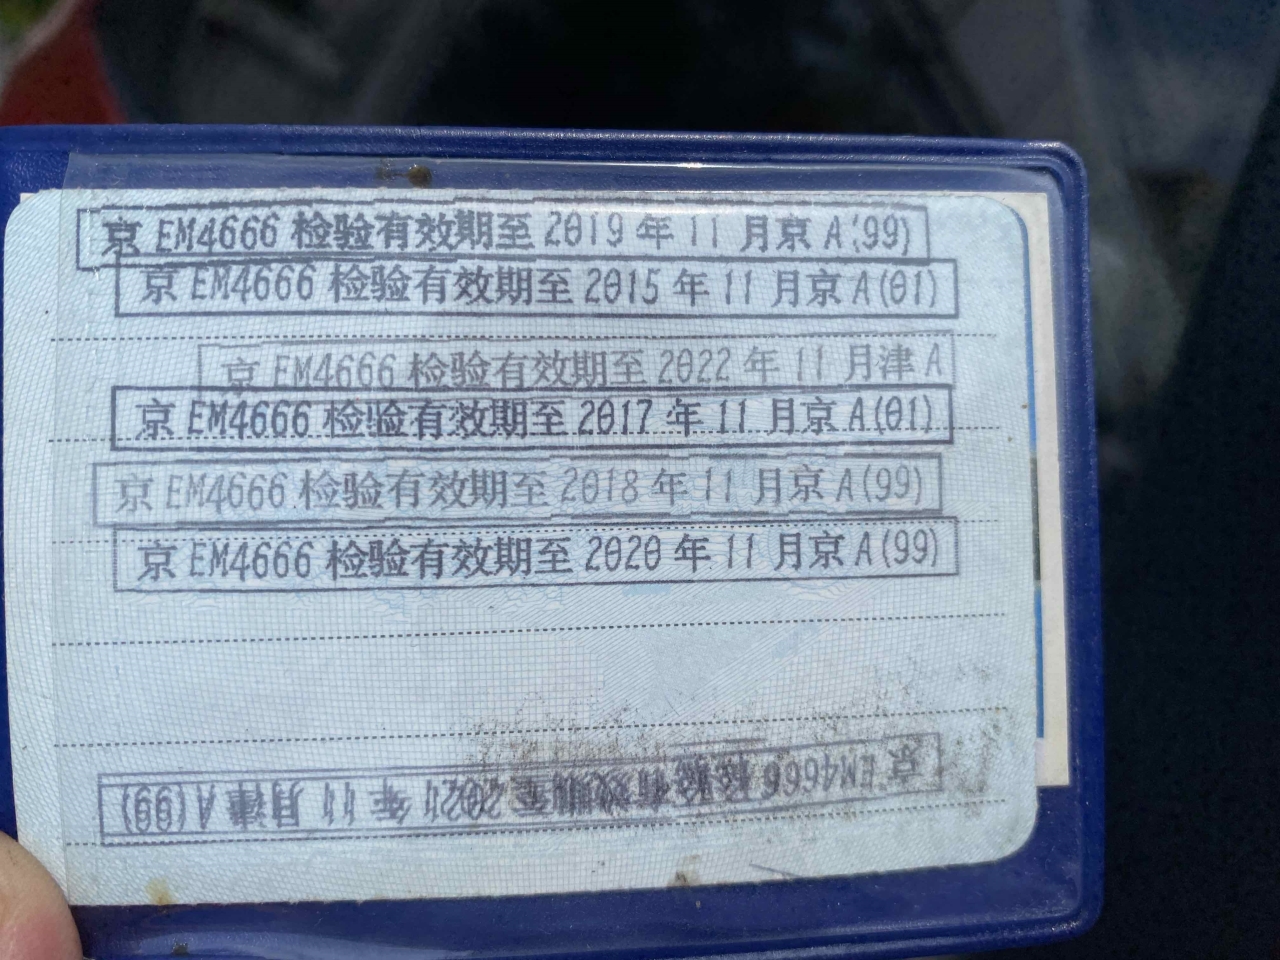 京 EM4666 检验有效期至 2019 年 11 月京 A(99)
京 EM4666 检验有效期至 2015 年 11 月京 A(01)
京 EM4666 检验有效期至 2022 年 11 月津 A
京 EM4666 检验有效期至 2017 年 11 月京 A(01)
京 EM4666 检验有效期至 2018 年 11 月京 A(99)
京 EM4666 检验有效期至 2020 年 11 月京 A(99)
京 EM4666 检验有效期至 2021 年 11 月津 A(99)